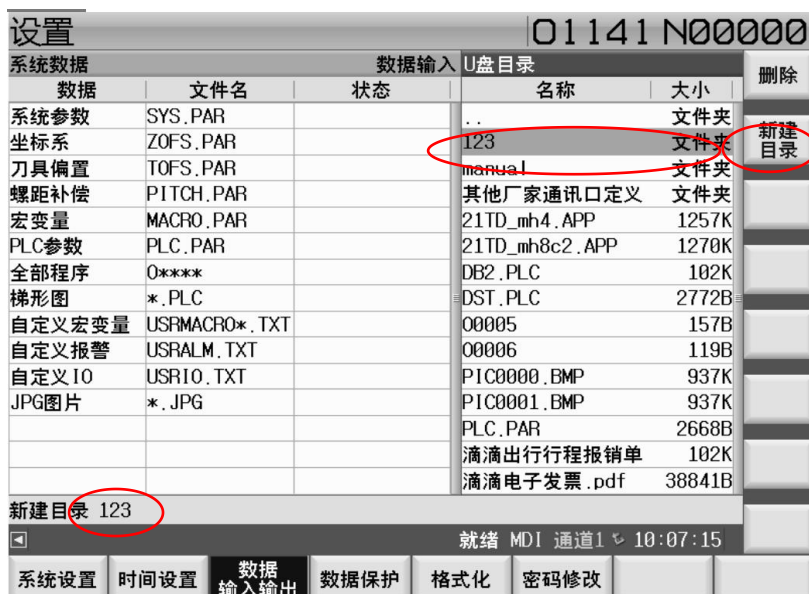 设置 O1141 N00000
系统数据 数据输入 U盘目录
数据 文件名 状态 名称 大小
系统参数 SYS.PAR .. 文件夹
坐标系 ZOFS.PAR 123 文件夹
刀具偏置 TOFS.PAR manual 文件夹
螺距补偿 PITCH.PAR 其他厂家通讯口定义 文件夹
宏变量 MACRO.PAR 21TD_mh4.APP 1257K
PLC参数 PLC.PAR 21TD_mh8c2.APP 1270K
全部程序 O**** DB2.PLC 102K
梯形图 *.PLC DST.PLC 2772B
自定义宏变量 USRMACRO*.TXT O0005 157B
自定义报警 USRALM.TXT O0006 119B
自定义IO USRIO.TXT PIC0000.BMP 937K
JPG图片 *.JPG PIC0001.BMP 937K
PLC.PAR 2668B
滴滴出行行程报销单 102K
滴滴电子发票.pdf 38841B
删除
新建
目录
新建目录 123
就绪 MDI 通道1 10:07:15
系统设置 时间设置 数据 数据保护 格式化 密码修改
输入输出